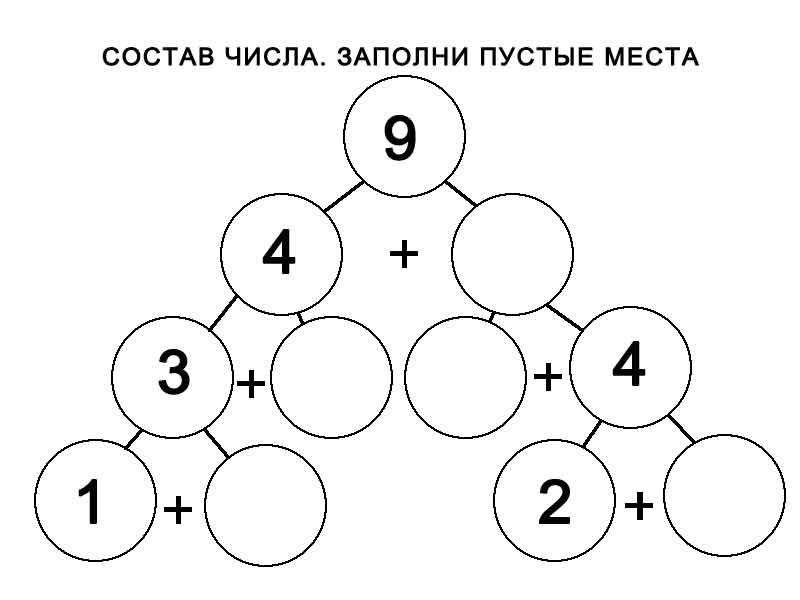 СОСТАВ ЧИСЛА. ЗАПОЛНИ ПУСТЫЕ МЕСТА
9
4 +
3 + + 4
1 + 2 +